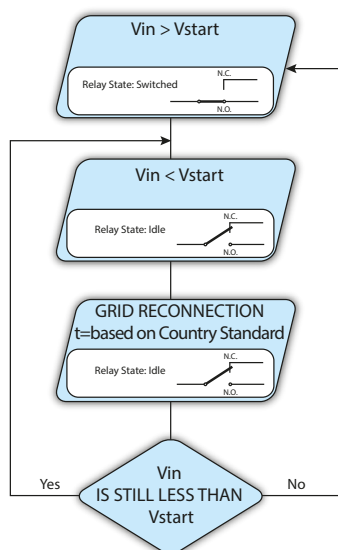 Vin > Vstart
N.C.
Relay State: Switched
N.O.
Vin < Vstart
N.C.
Relay State: Idle
N.O.
GRID RECONNECTION
t=based on Country Standard
N.C.
Relay State: Idle
N.O.
Yes
Vin
IS STILL LESS THAN
Vstart
No